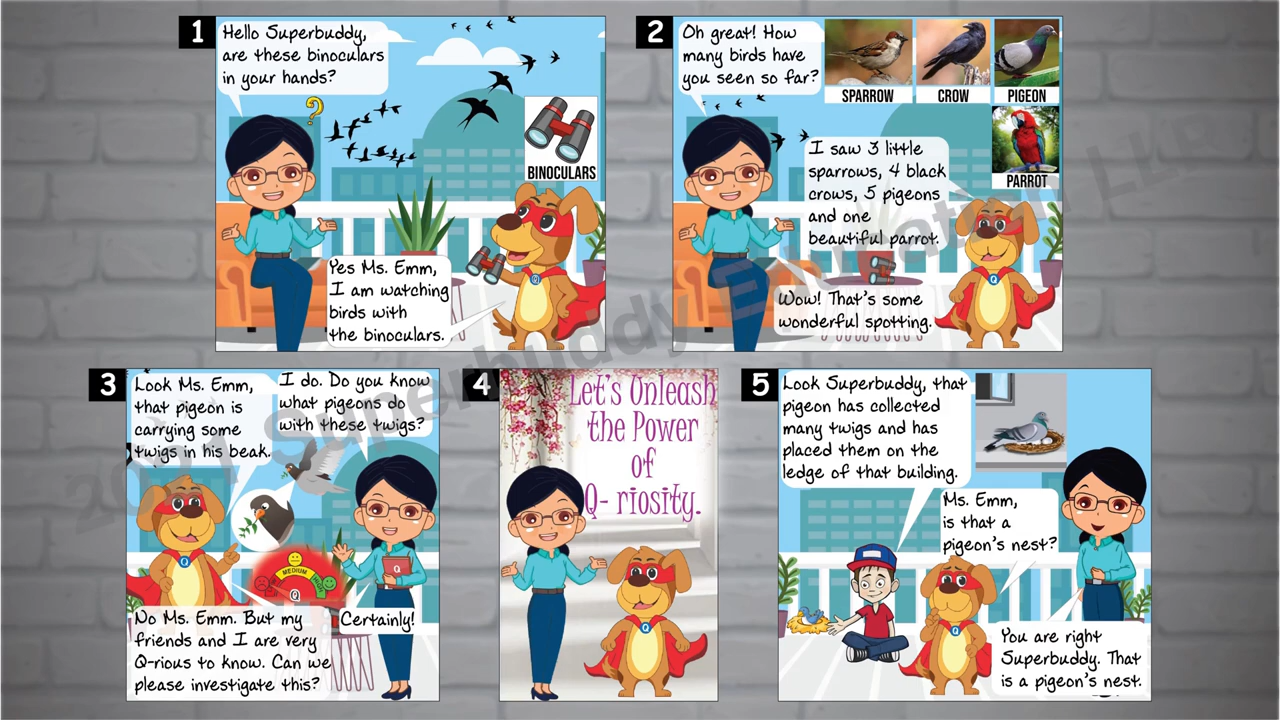 1
Hello Superbuddy,
are these binoculars
in your hands?
?
BINOCULARS
Yes Ms. Emm,
I am watching
birds with
the binoculars.
2
Oh great! How
many birds have
you seen so far?
SPARROW
CROW
PIGEON
PARROT
I saw 3 little
sparrows, 4 black
crows, 5 pigeons
and one
beautiful parrot.
Wow! That's some
wonderful spotting.
3
Look Ms. Emm,
that pigeon is
carrying some
twigs in his beak.
I do. Do you know
what pigeons do
with these twigs?
MEDIUM
Q
Q
No Ms. Emm. But my
friends and I are very
Q-rious to know. Can we
please investigate this?
Certainly!
4
Let's Unleash
the Power
of
Q- riosity.
Q
5
Look Superbuddy, that
pigeon has collected
many twigs and has
placed them on the
ledge of that building.
Ms. Emm,
is that a
pigeon's nest?
Q
You are right
Superbuddy. That
is a pigeon's nest.